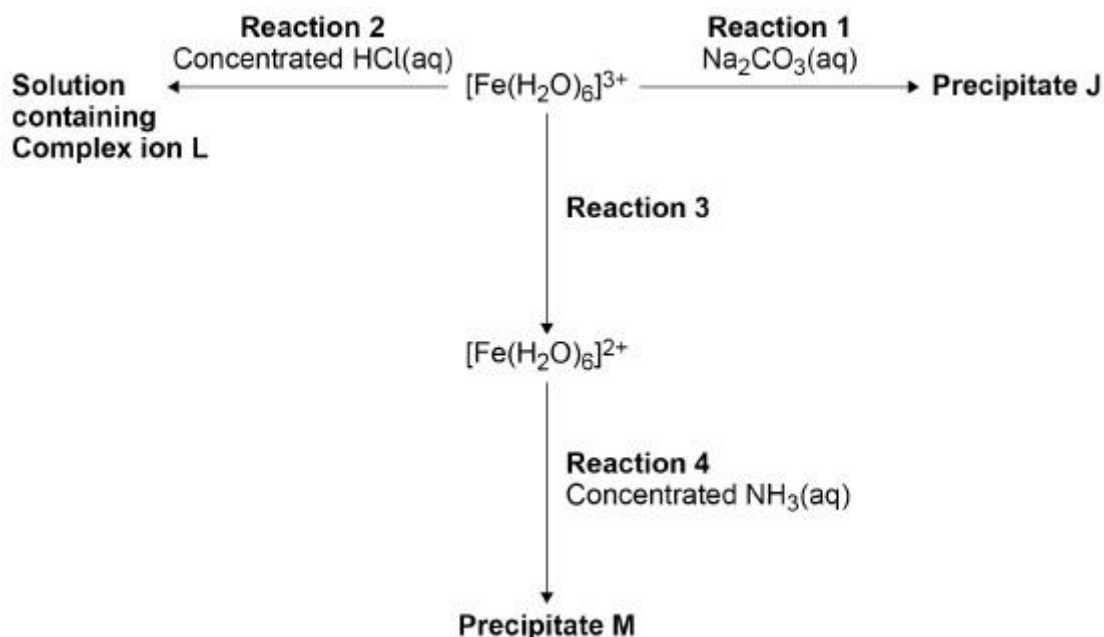 Reaction 2
Concentrated HCl(aq)
Reaction 1
Na₂CO₃(aq)
Solution
containing
Complex ion L
[Fe(H₂O)₆]³⁺
Precipitate J
Reaction 3
[Fe(H₂O)₆]²⁺
Reaction 4
Concentrated NH₃(aq)
Precipitate M